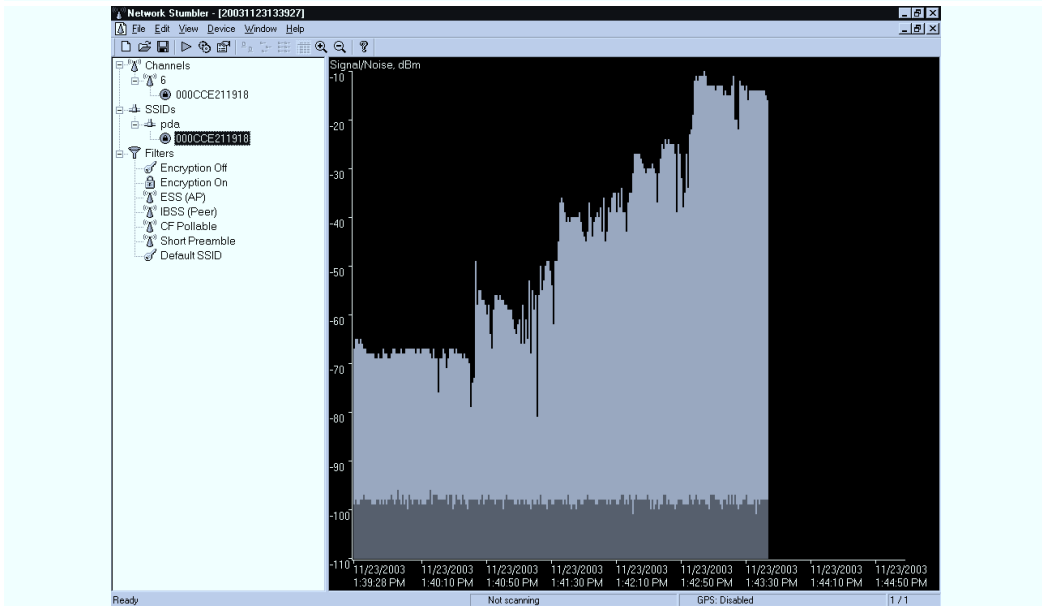 Network Stumbler - [20031123133927]
File Edit View Device Window Help
Channels
6
000CCE211918
SSIDs
pda
000CCE211918
Filters
Encryption Off
Encryption On
ESS (AP)
IBSS (Peer)
CF Pollable
Short Preamble
Default SSID
Signal/Noise, dBm
-10
-20
-30
-40
-50
-60
-70
-80
-90
-100
-110
11/23/2003 11/23/2003 11/23/2003 11/23/2003 11/23/2003 11/23/2003 11/23/2003 11/23/2003 11/23/2003
1:39:28 PM 1:40:10 PM 1:40:50 PM 1:41:30 PM 1:42:10 PM 1:42:50 PM 1:43:30 PM 1:44:10 PM 1:44:50 PM
Ready
Not scanning
GPS: Disabled
1 / 1